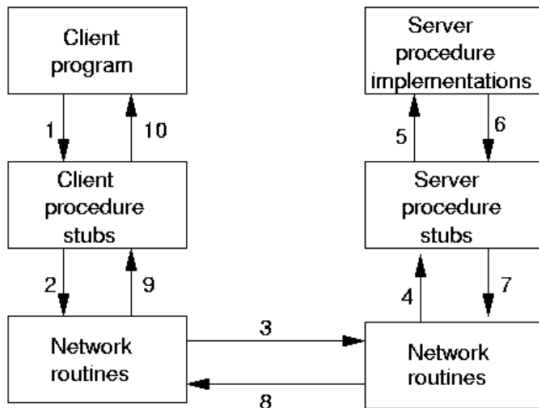 Client
program
Server
procedure
implementations
1
10
5
6
Client
procedure
stubs
Server
procedure
stubs
2
9
4
7
3
Network
routines
Network
routines
8